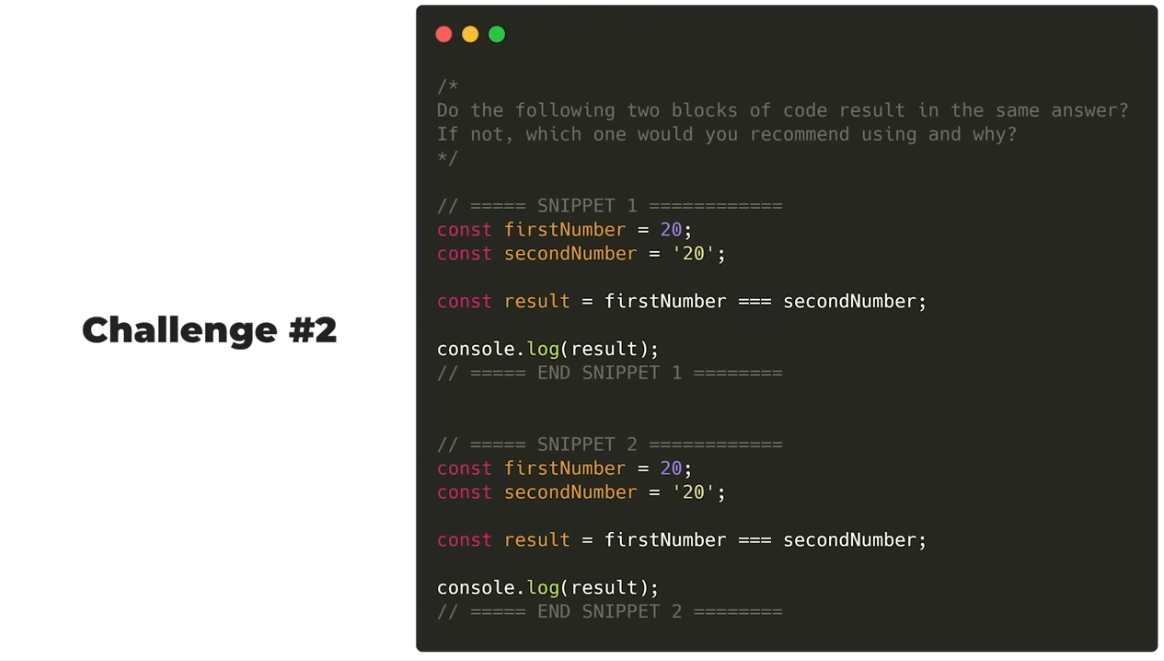 Challenge #2
/*
Do the following two blocks of code result in the same answer?
If not, which one would you recommend using and why?
*/
// ===== SNIPPET 1 ============
const firstNumber = 20;
const secondNumber = '20';
const result = firstNumber === secondNumber;
console.log(result);
// ===== END SNIPPET 1 ========
// ===== SNIPPET 2 ============
const firstNumber = 20;
const secondNumber = '20';
const result = firstNumber === secondNumber;
console.log(result);
// ===== END SNIPPET 2 ========